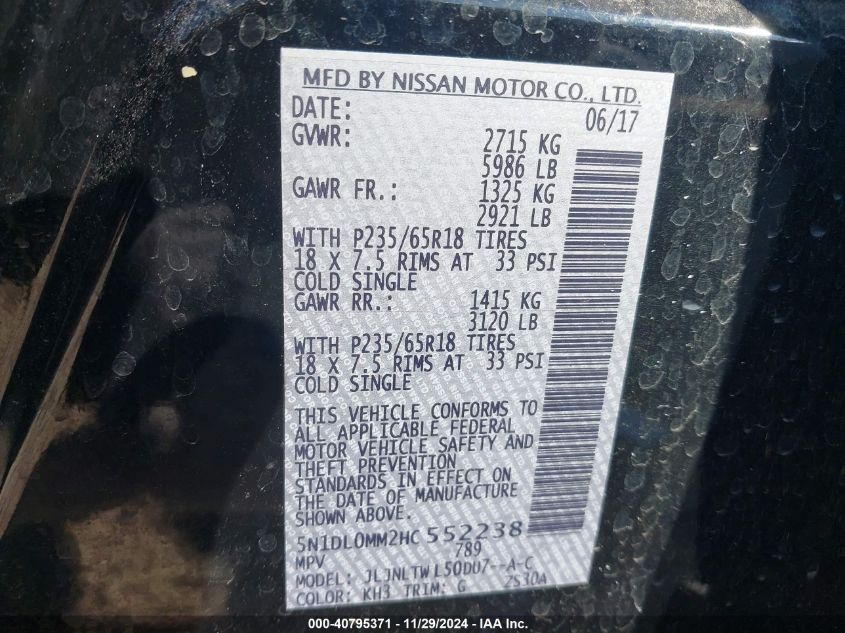 MFD BY NISSAN MOTOR CO., LTD.
DATE: 06/17
GVWR: 2715 KG
5986 LB
GAWR FR.: 1325 KG
2921 LB
WITH P235/65R18 TIRES
18 X 7.5 RIMS AT 33 PSI
COLD SINGLE
GAWR RR.: 1415 KG
3120 LB
WITH P235/65R18 TIRES
18 X 7.5 RIMS AT 33 PSI
COLD SINGLE
THIS VEHICLE CONFORMS TO
ALL APPLICABLE FEDERAL
MOTOR VEHICLE SAFETY AND
THEFT PREVENTION
STANDARDS IN EFFECT ON
THE DATE OF MANUFACTURE
SHOWN ABOVE.
5N1DL0MM2HC 552238
MPV 789
MODEL: JLJNLTWL50DU7--A-C
COLOR: KH3 TRIM: G 7S30A
000-40795371 - 11/29/2024 - IAA Inc.